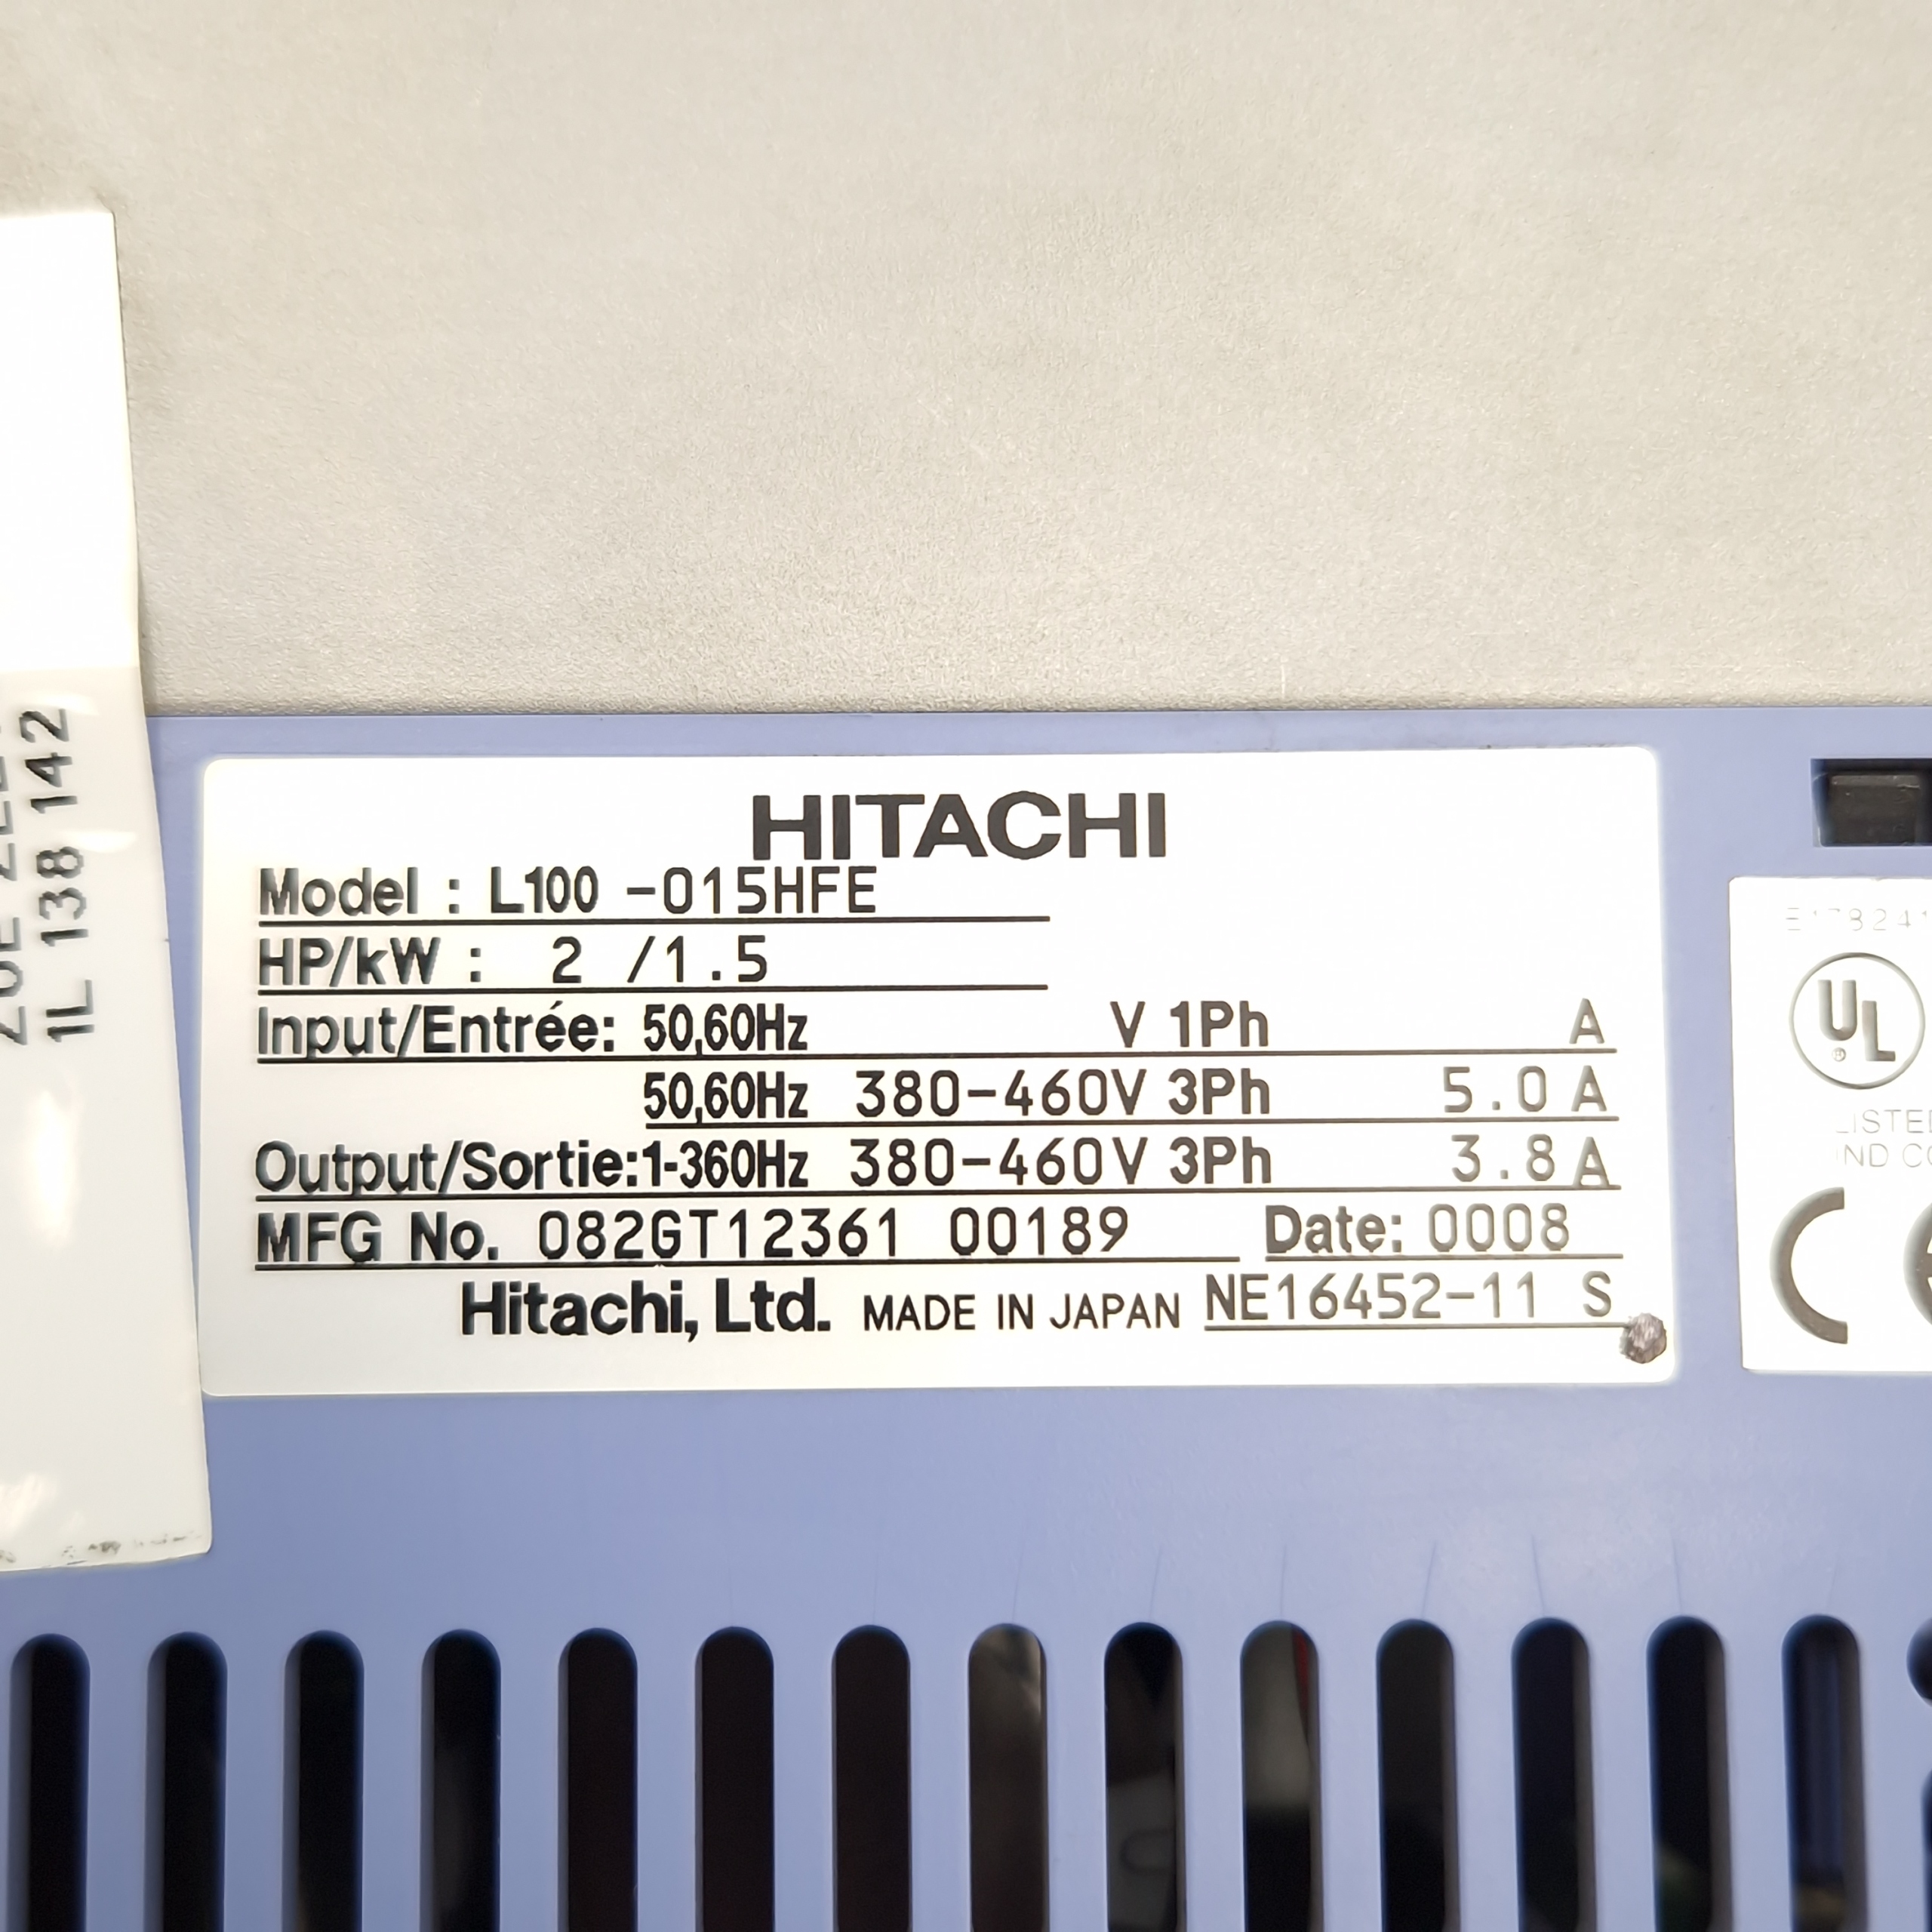 HITACHI
Model : L100 -015HFE
HP/kW : 2 /1.5
Input/Entrée: 50,60Hz V 1Ph A
50,60Hz 380-460V 3Ph 5.0 A
Output/Sortie:1-360Hz 380-460V 3Ph 3.8 A
MFG No. 082GT12361 00189 Date: 0008
Hitachi, Ltd. MADE IN JAPAN NE16452-11 S
1L 138 142
UL
®